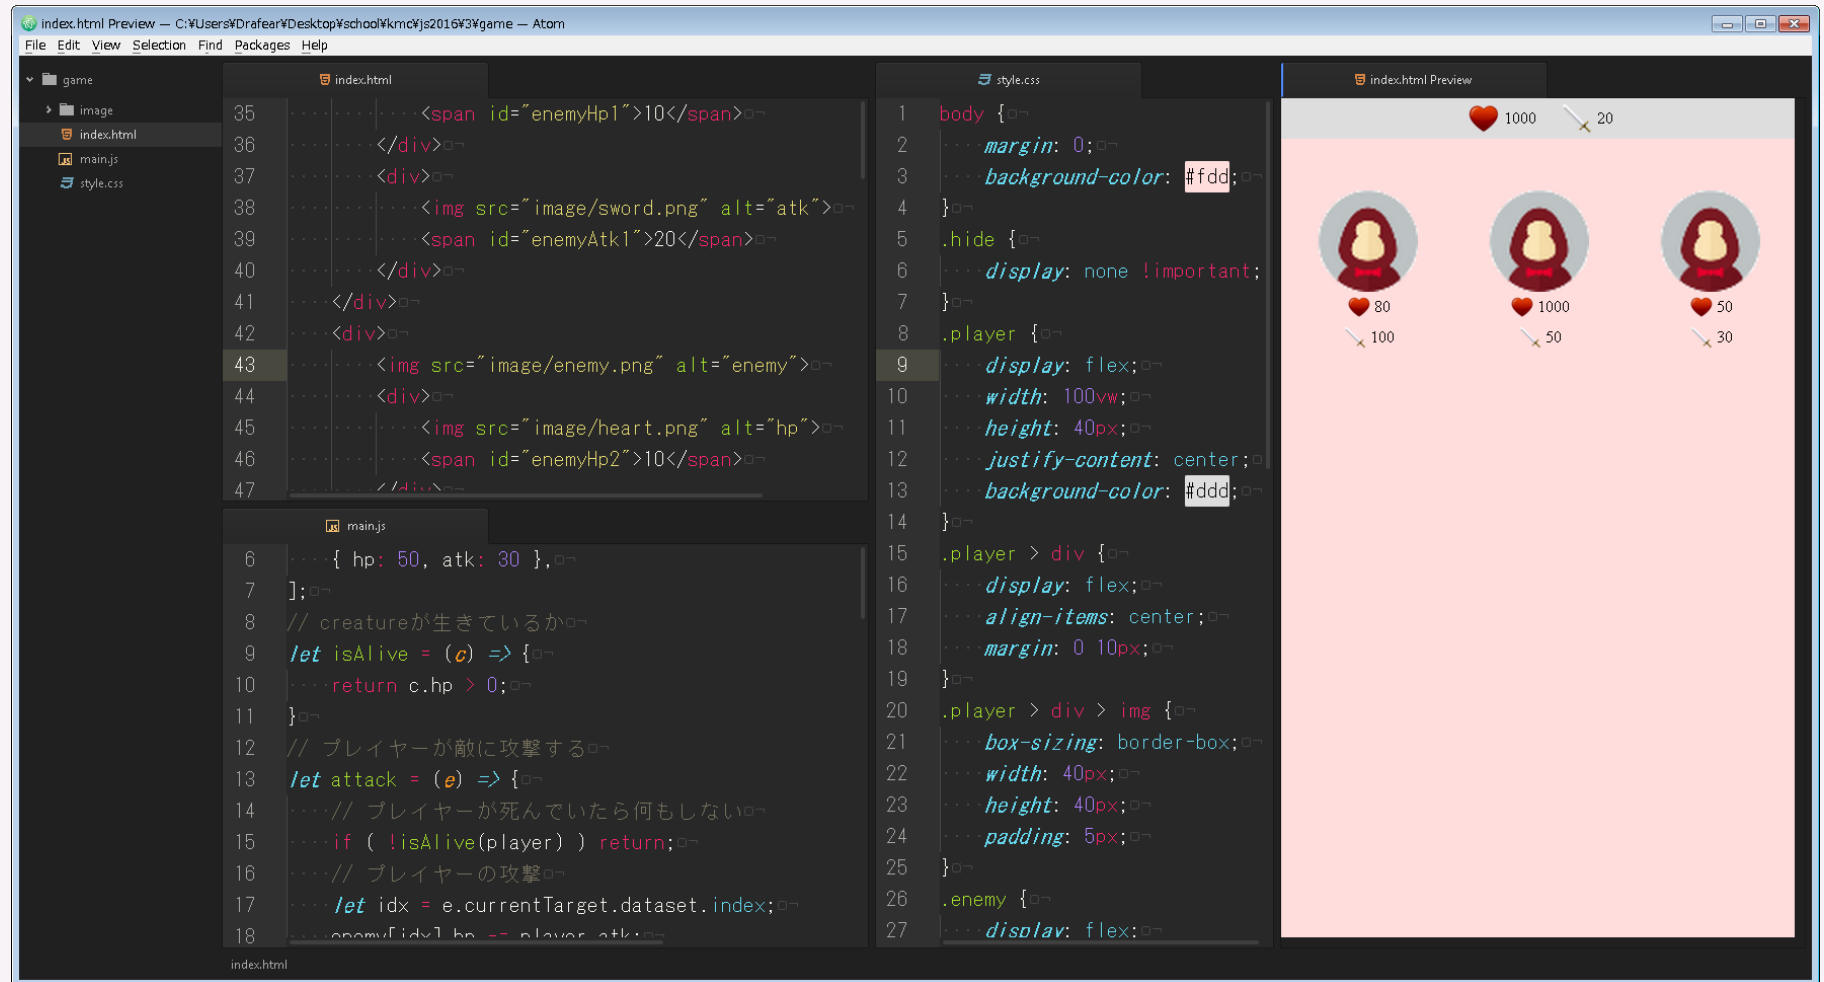 index.html Preview — C:¥Users¥Drafear¥Desktop¥school¥kmc¥js2016¥3¥game — Atom
File Edit View Selection Find Packages Help
game
image
index.html
main.js
style.css
index.html
35 <span id="enemyHp1">10</span>
36 </div>
37 <div>
38 <img src="image/sword.png" alt="atk">
39 <span id="enemyAtk1">20</span>
40 </div>
41 </div>
42 <div>
43 <img src="image/enemy.png" alt="enemy">
44 <div>
45 <img src="image/heart.png" alt="hp">
46 <span id="enemyHp2">10</span>
47 </div>
main.js
6 { hp: 50, atk: 30 },
7 ];
8 // creatureが生きているか
9 let isAlive = (c) => {
10 return c.hp > 0;
11 }
12 // プレイヤーが敵に攻撃する
13 let attack = (e) => {
14 // プレイヤーが死んでいたら何もしない
15 if ( !isAlive(player) ) return;
16 // プレイヤーの攻撃
17 let idx = e.currentTarget.dataset.index;
18 enemy[idx].hp -= player.atk;
style.css
1 body {
2 margin: 0;
3 background-color: #fdd;
4 }
5 .hide {
6 display: none !important;
7 }
8 .player {
9 display: flex;
10 width: 100vw;
11 height: 40px;
12 justify-content: center;
13 background-color: #ddd;
14 }
15 .player > div {
16 display: flex;
17 align-items: center;
18 margin: 0 10px;
19 }
20 .player > div > img {
21 box-sizing: border-box;
22 width: 40px;
23 height: 40px;
24 padding: 5px;
25 }
26 .enemy {
27 display: flex;
index.html Preview
1000 20
80 1000 50
100 50 30
index.html